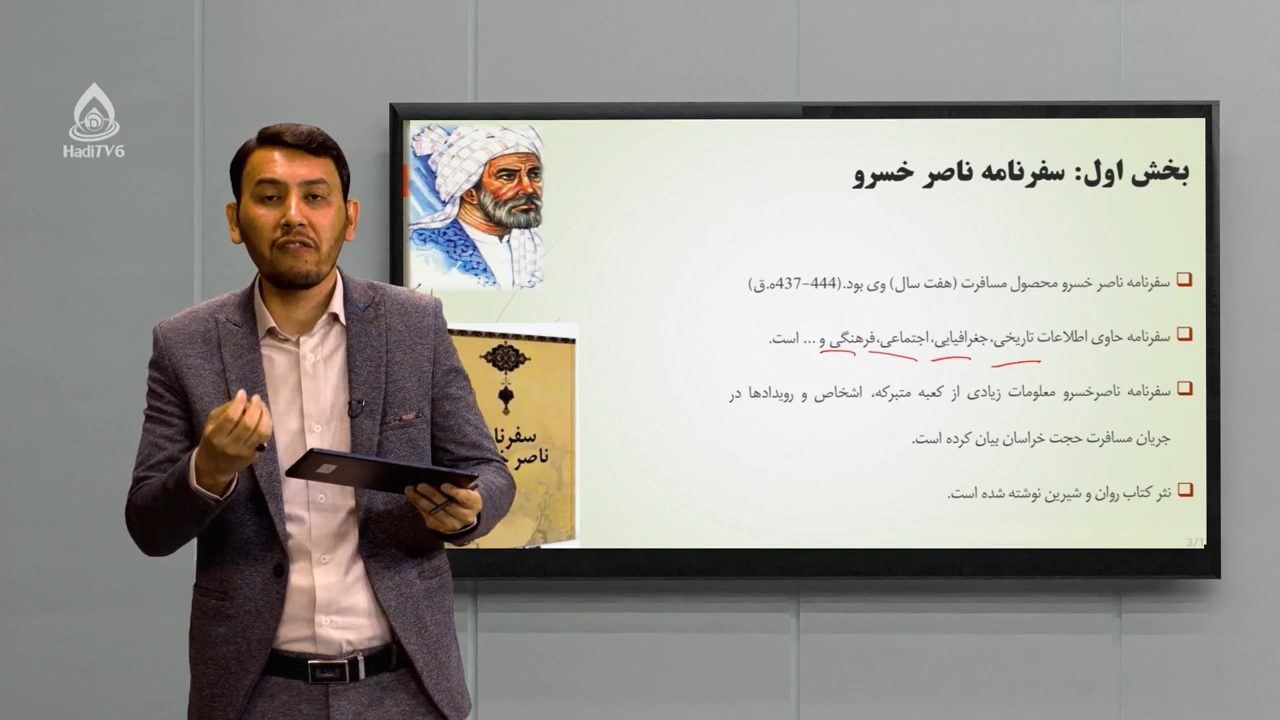 HadiTV6
بخش اول: سفرنامه ناصر خسرو
سفرنامه ناصر خسرو محصول مسافرت (هفت سال) وی بود.(444-437ه.ق)
سفرنامه حاوی اطلاعات تاریخی،جغرافیایی،اجتماعی،فرهنگی و ... است.
سفرنامه ناصرخسرو معلومات زیادی از کعبه متبرکه، اشخاص و رویدادها در
جریان مسافرت حجت خراسان بیان کرده است.
نثر کتاب روان و شیرین نوشته شده است.
ناصر
3/1